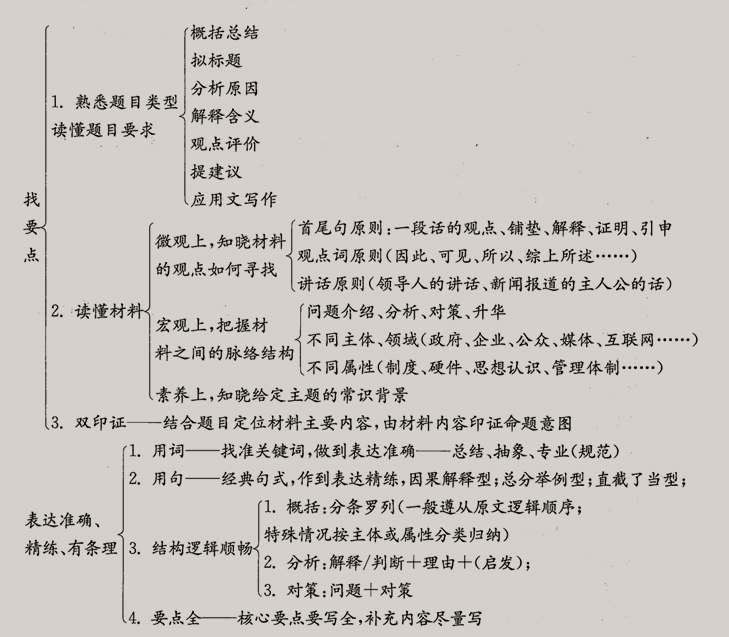 找要点
1. 熟悉题目类型
读懂题目要求
概括总结
拟标题
分析原因
解释含义
观点评价
提建议
应用文写作
2. 读懂材料
微观上,知晓材料
的观点如何寻找
首尾句原则:一段话的观点、铺垫、解释、证明、引申
观点词原则(因此、可见、所以、综上所述……)
讲话原则(领导人的讲话、新闻报道的主人公的话)
宏观上,把握材
料之间的脉络结构
问题介绍、分析、对策、升华
不同主体、领域(政府、企业、公众、媒体、互联网……)
不同属性(制度、硬件、思想认识、管理体制……)
素养上,知晓给定主题的常识背景
3. 双印证——结合题目定位材料主要内容,由材料内容印证命题意图
表达准确、
精练、有条理
1. 用词——找准关键词,做到表达准确——总结、抽象、专业(规范)
2. 用句——经典句式,作到表达精练,因果解释型;总分举例型;直截了当型;
3. 结构逻辑顺畅
1. 概括:分条罗列(一般遵从原文逻辑顺序;
特殊情况按主体或属性分类归纳)
2. 分析:解释/判断+理由+(启发);
3. 对策:问题+对策
4. 要点全——核心要点要写全,补充内容尽量写